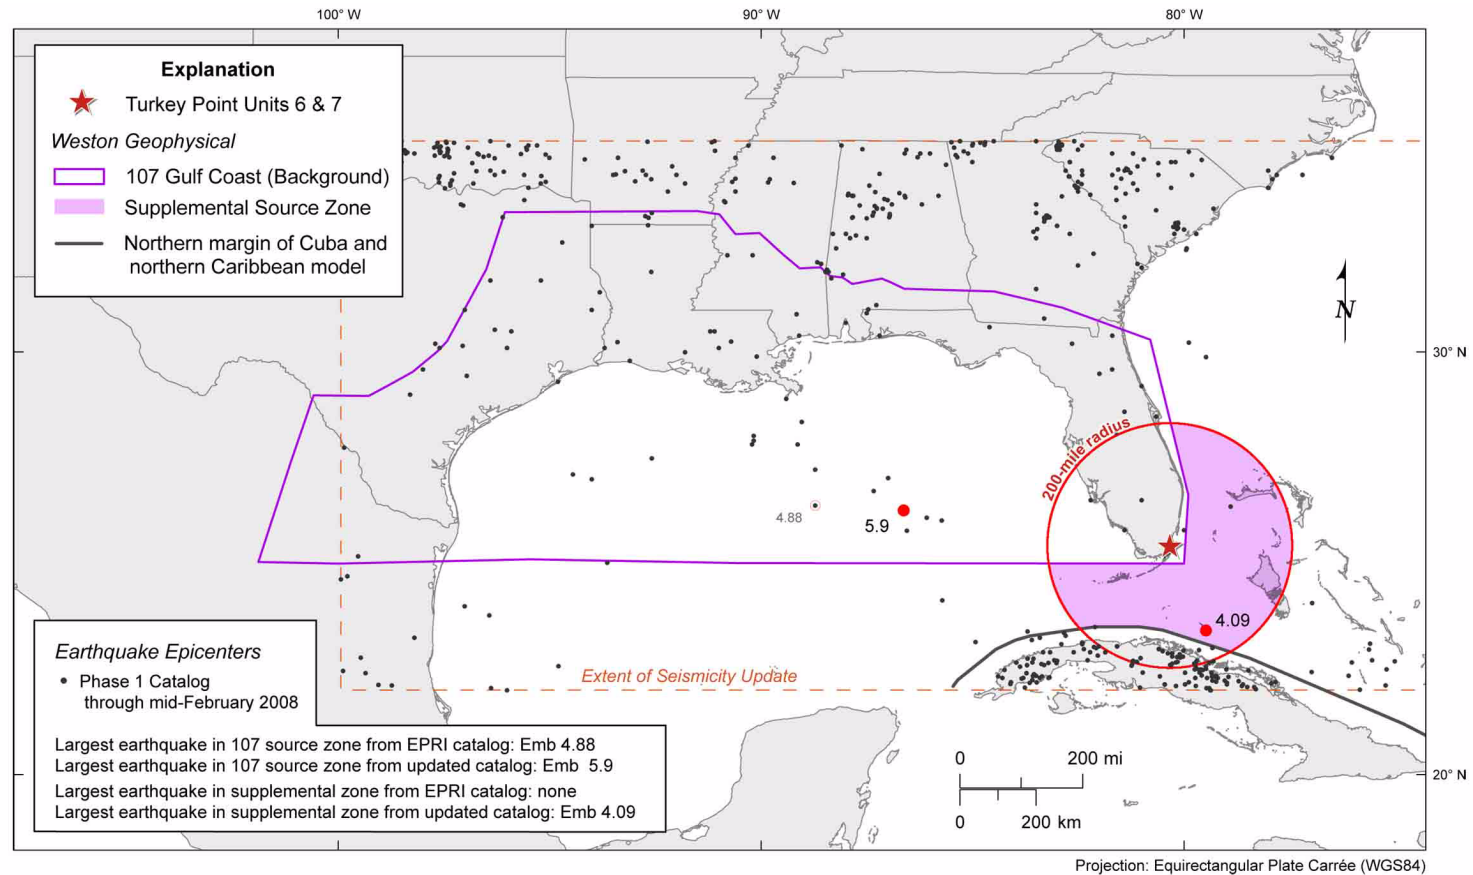 100° W
90° W
80° W
Explanation
Turkey Point Units 6 & 7
Weston Geophysical
107 Gulf Coast (Background)
Supplemental Source Zone
Northern margin of Cuba and
northern Caribbean model
N
30° N
200-mile radius
4.88
5.9
4.09
Extent of Seismicity Update
Earthquake Epicenters
Phase 1 Catalog
through mid-February 2008
Largest earthquake in 107 source zone from EPRI catalog: Emb 4.88
Largest earthquake in 107 source zone from updated catalog: Emb 5.9
Largest earthquake in supplemental zone from EPRI catalog: none
Largest earthquake in supplemental zone from updated catalog: Emb 4.09
0 200 mi
0 200 km
20° N
Projection: Equirectangular Plate Carrée (WGS84)